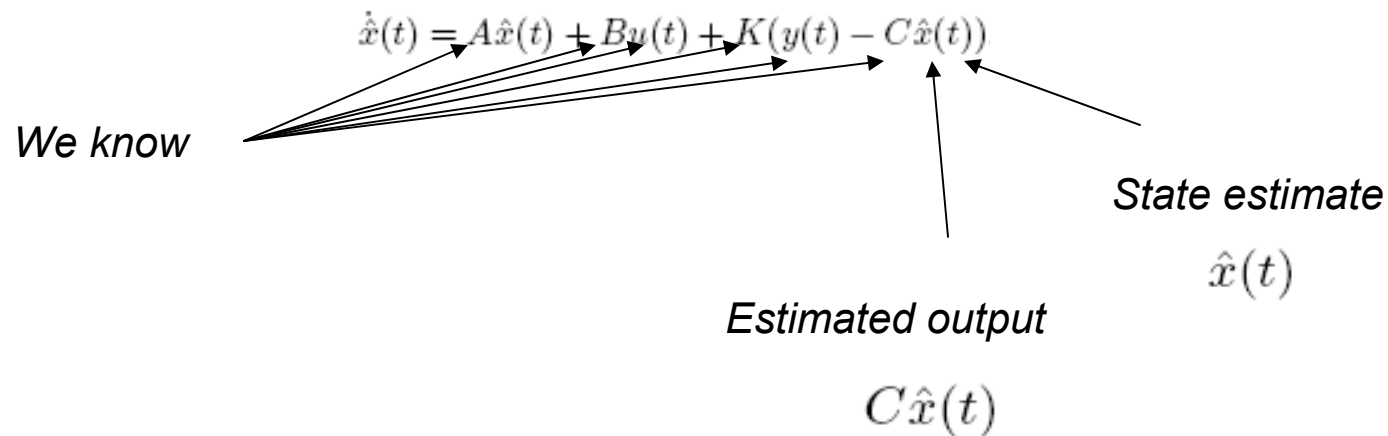 $\dot{\hat{x}}(t) = A\hat{x}(t) + Bu(t) + K(y(t) - C\hat{x}(t))$
We know
State estimate
$\hat{x}(t)$
Estimated output
$C\hat{x}(t)$